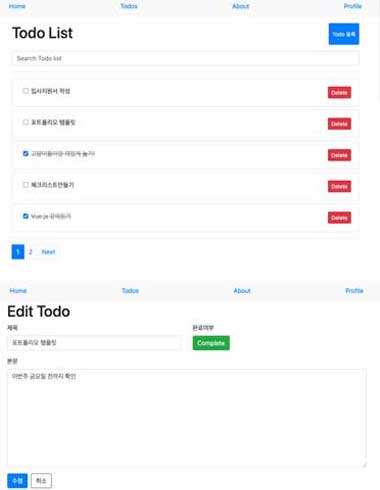 Home Todos About Profile
Todo List
Todo 등록
Search Todo list
입사지원서 작성
Delete
포트폴리오 템플릿
Delete
고양이들이랑 재밌게 놀기!
Delete
체크리스트만들기
Delete
Vue.js 강의듣기
Delete
1 2 Next
Home Todos About Profile
Edit Todo
제목 완료여부
포트폴리오 템플릿 Complete
본문
이번주 금요일 전까지 확인
수정 취소